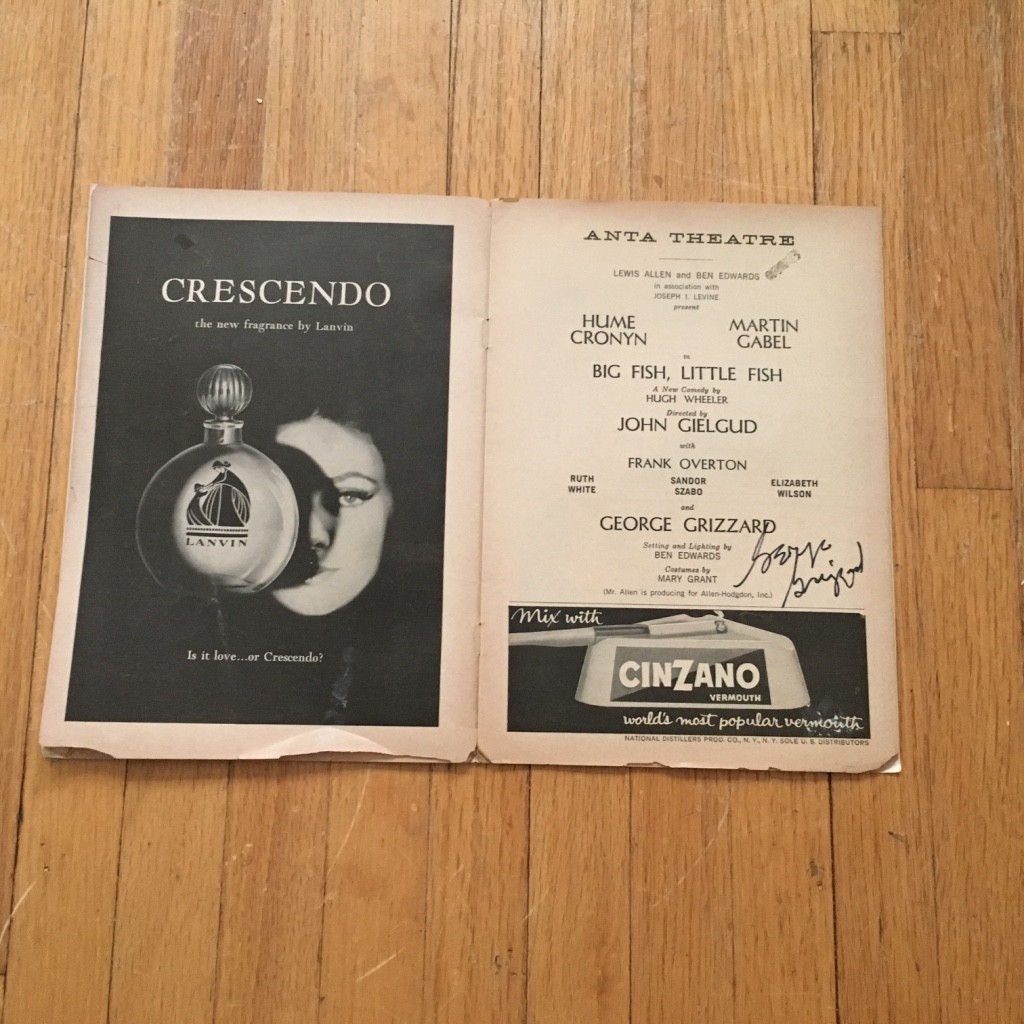 CRESCENDO
the new fragrance by Lanvin
LANVIN
Is it love...or Crescendo?
ANTA THEATRE
LEWIS ALLEN and BEN EDWARDS
in association with
JOSEPH I. LEVINE
present
HUME CRONYN
MARTIN GABEL
in
BIG FISH, LITTLE FISH
A New Comedy by
HUGH WHEELER
Directed by
JOHN GIELGUD
with
FRANK OVERTON
RUTH WHITE
SANDOR SZABO
ELIZABETH WILSON
and
GEORGE GRIZZARD
Setting and Lighting by
BEN EDWARDS
Costumes by
MARY GRANT
(Mr. Allen is producing for Allen-Hodgdon, Inc.)
George
Grizzard
Mix with
CINZANO
VERMOUTH
world's most popular vermouth
NATIONAL DISTILLERS PROD. CO., N.Y., N.Y. SOLE U. S. DISTRIBUTORS